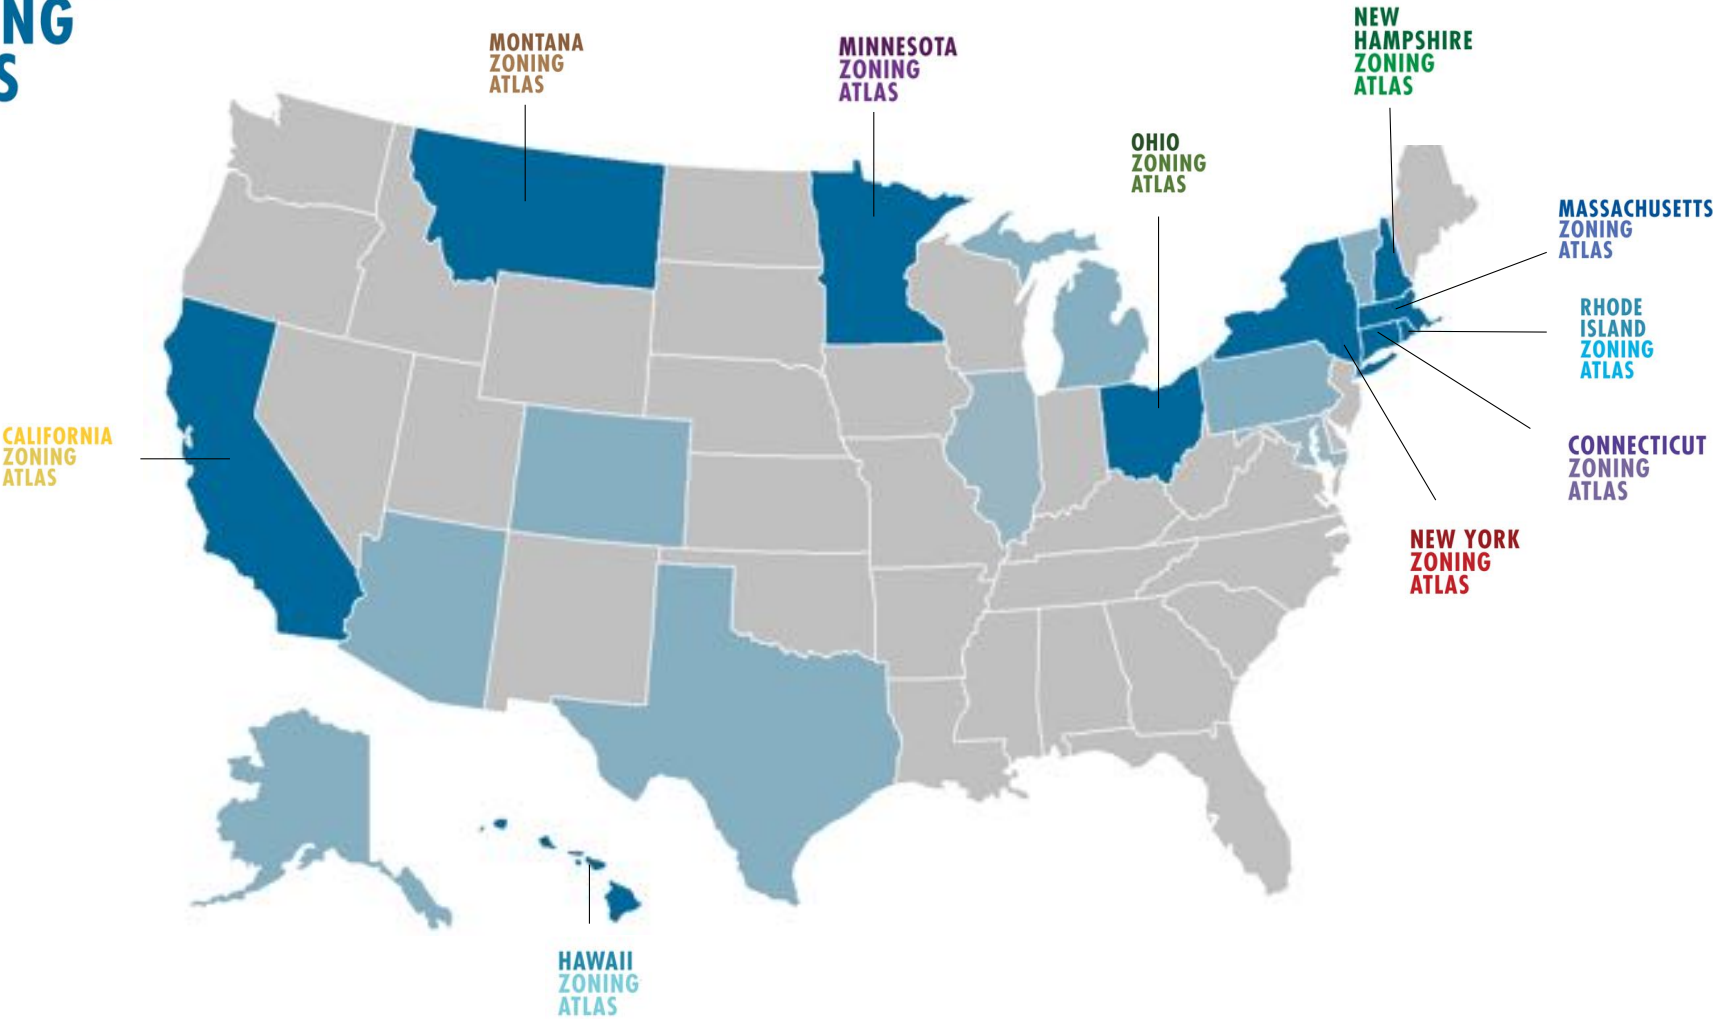 NG
S
MONTANA
ZONING
ATLAS
MINNESOTA
ZONING
ATLAS
NEW
HAMPSHIRE
ZONING
ATLAS
OHIO
ZONING
ATLAS
MASSACHUSETTS
ZONING
ATLAS
RHODE
ISLAND
ZONING
ATLAS
CALIFORNIA
ZONING
ATLAS
CONNECTICUT
ZONING
ATLAS
NEW YORK
ZONING
ATLAS
HAWAII
ZONING
ATLAS